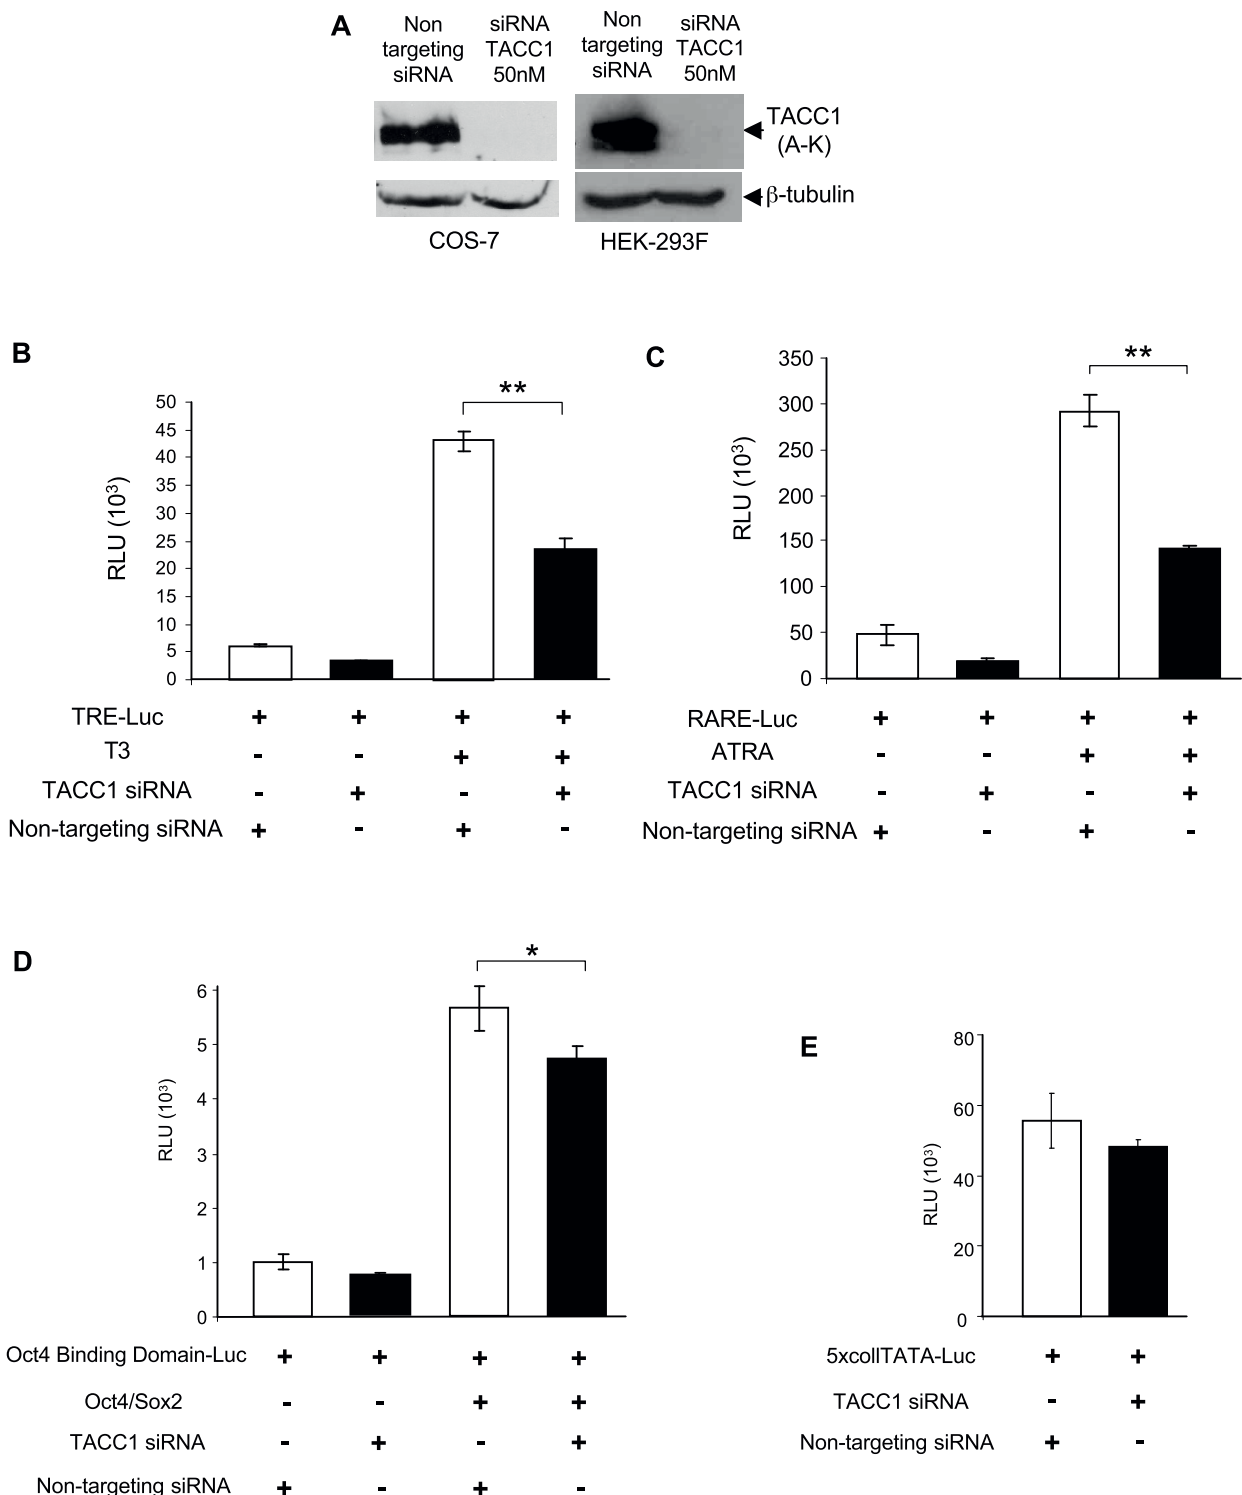 A
Non
targeting
siRNA
siRNA
TACC1
50nM
Non
targeting
siRNA
siRNA
TACC1
50nM
TACC1
(A-K)
β-tubulin
COS-7
HEK-293F
B
**
50
45
40
35
30
25
20
15
10
5
0
RLU (10³)
TRE-Luc + + + +
T3 - - + +
TACC1 siRNA - + - +
Non-targeting siRNA + - + -
C
**
350
300
250
200
150
100
50
0
RLU (10³)
RARE-Luc + + + +
ATRA - - + +
TACC1 siRNA - + - +
Non-targeting siRNA + - + -
D
*
6
5
4
3
2
1
0
RLU (10³)
Oct4 Binding Domain-Luc + + + +
Oct4/Sox2 - - + +
TACC1 siRNA - + - +
Non-targeting siRNA + - + -
E
80
60
40
20
0
RLU (10³)
5xcollTATA-Luc + +
TACC1 siRNA - +
Non-targeting siRNA + -